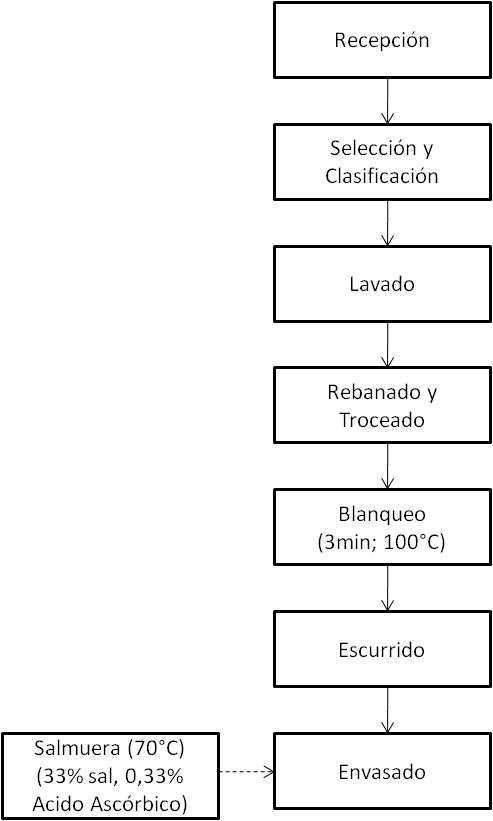 Recepción
Selección y
Clasificación
Lavado
Rebanado y
Troceado
Blanqueo
(3min; 100°C)
Escurrido
Salmuera (70°C)
(33% sal, 0,33%
Acido Ascórbico)
Envasado